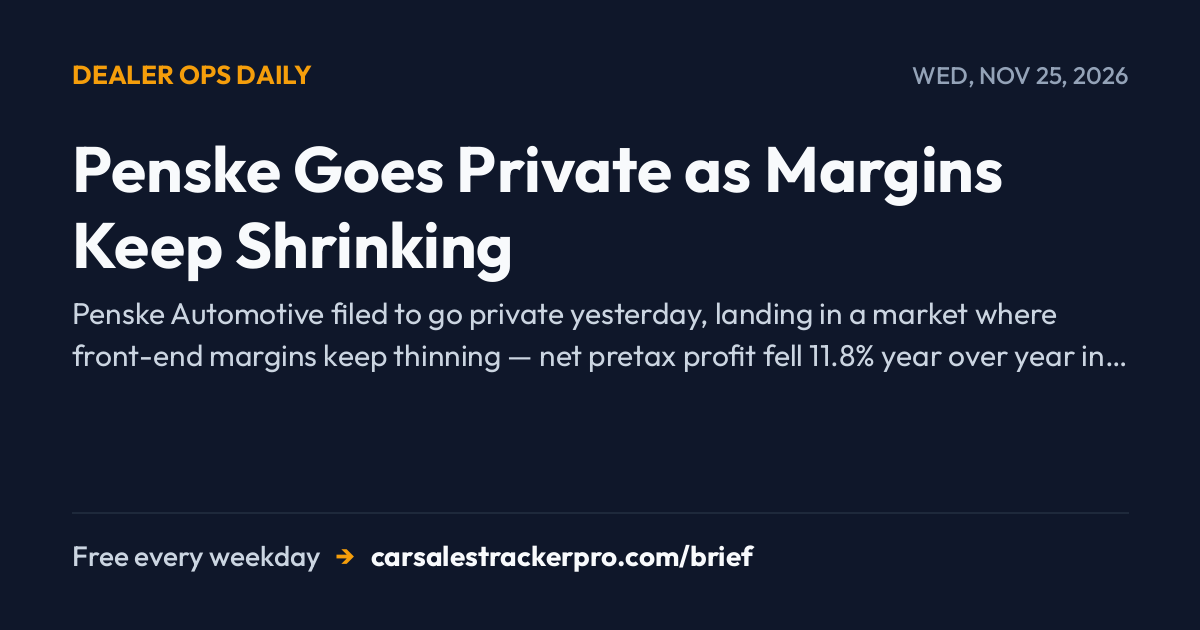 DEALER OPS DAILY
WED, NOV 25, 2026
Penske Goes Private as Margins
Keep Shrinking
Penske Automotive filed to go private yesterday, landing in a market where
front-end margins keep thinning — net pretax profit fell 11.8% year over year in...
Free every weekday → carsalestrackerpro.com/brief